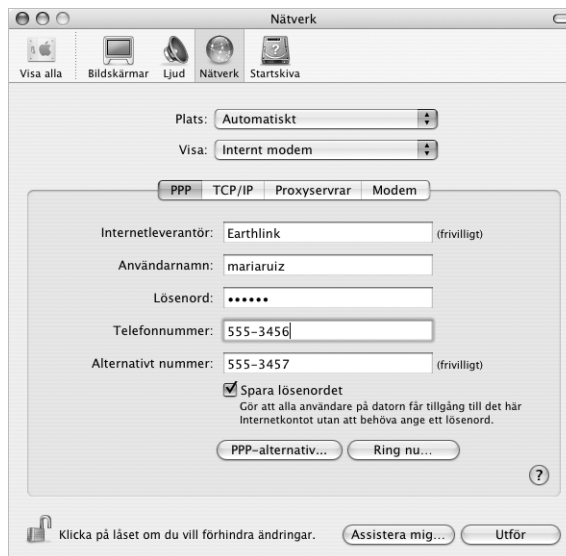 Nätverk
Visa alla
Bildskärmar
Ljud
Nätverk
Startskiva
Plats: Automatiskt
Visa: Internt modem
PPP TCP/IP Proxyservrar Modem
Internetleverantör: Earthlink (frivilligt)
Användarnamn: mariaruiz
Lösenord: ••••••
Telefonnummer: 555-3456
Alternativt nummer: 555-3457 (frivilligt)
Spara lösenordet
Gör att alla användare på datorn får tillgång till det här
Internetkontot utan att behöva ange ett lösenord.
PPP-alternativ... Ring nu...
?
Klicka på låset om du vill förhindra ändringar. Assistera mig... Utför